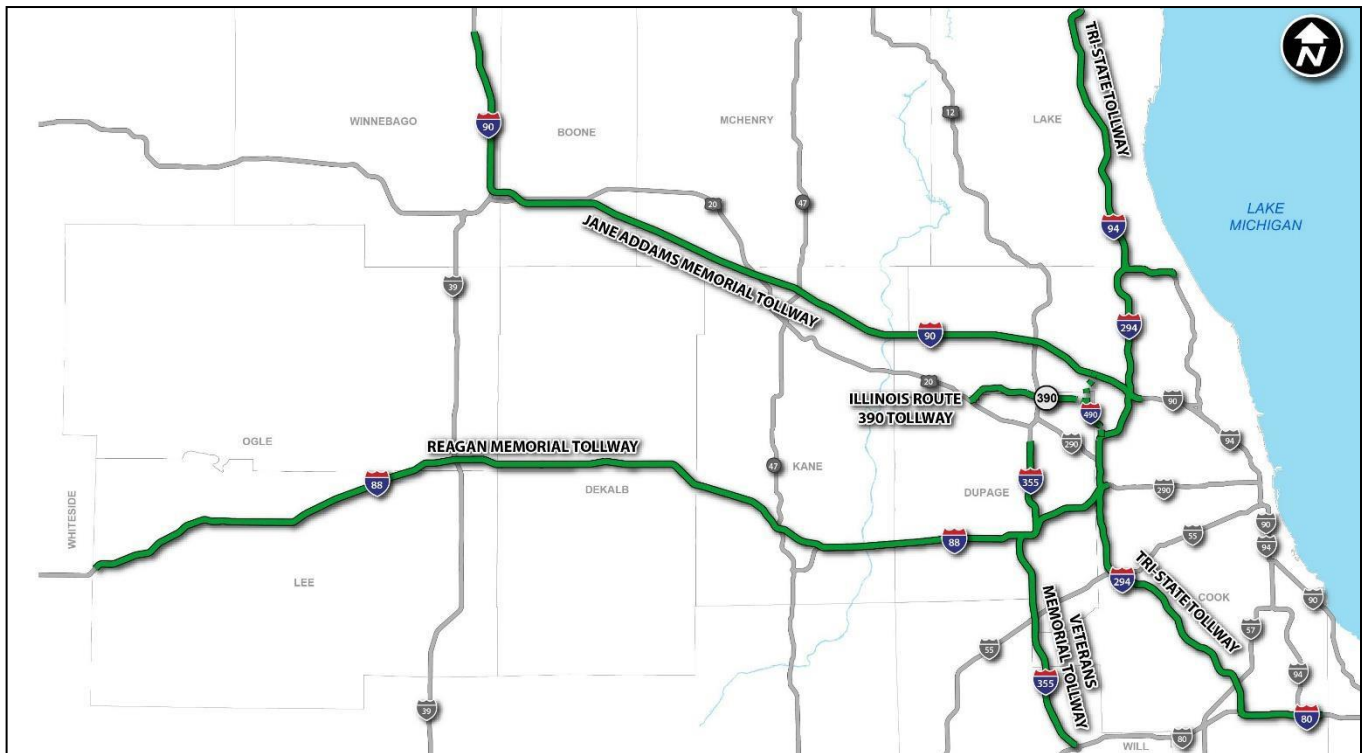 N
TRI-STATE TOLLWAY
WINNEBAGO
90
BOONE
MCHENRY
12
LAKE
20
47
LAKE
MICHIGAN
94
JANE ADDAMS MEMORIAL TOLLWAY
39
294
90
20
ILLINOIS ROUTE
390 TOLLWAY
390
490
90
94
290
OGLE
REAGAN MEMORIAL TOLLWAY
47
KANE
88
DEKALB
DUPAGE
355
290
WHITESIDE
90
55
94
88
LEE
294
TRI-STATE TOLLWAY
COOK
90
57
55
VETERANS
MEMORIAL TOLLWAY
355
94
39
80
80
WILL